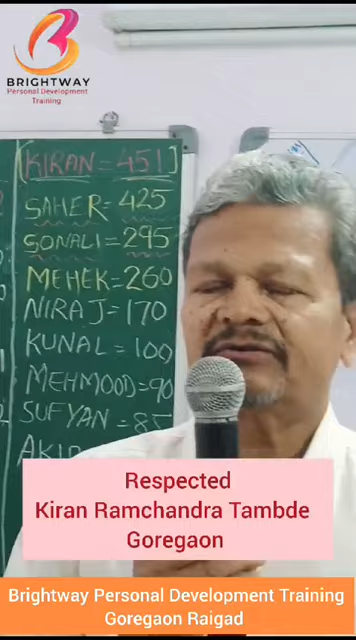 BRIGHTWAY
Personal Development
Training
[KIRAN = 451]
SAHER = 425
SONALI = 295
MEHEK = 260
NIRAJ = 170
KUNAL = 100
MEHMOOD = 90
SUFYAN = 85
Respected
Kiran Ramchandra Tambde
Goregaon
Brightway Personal Development Training
Goregaon Raigad